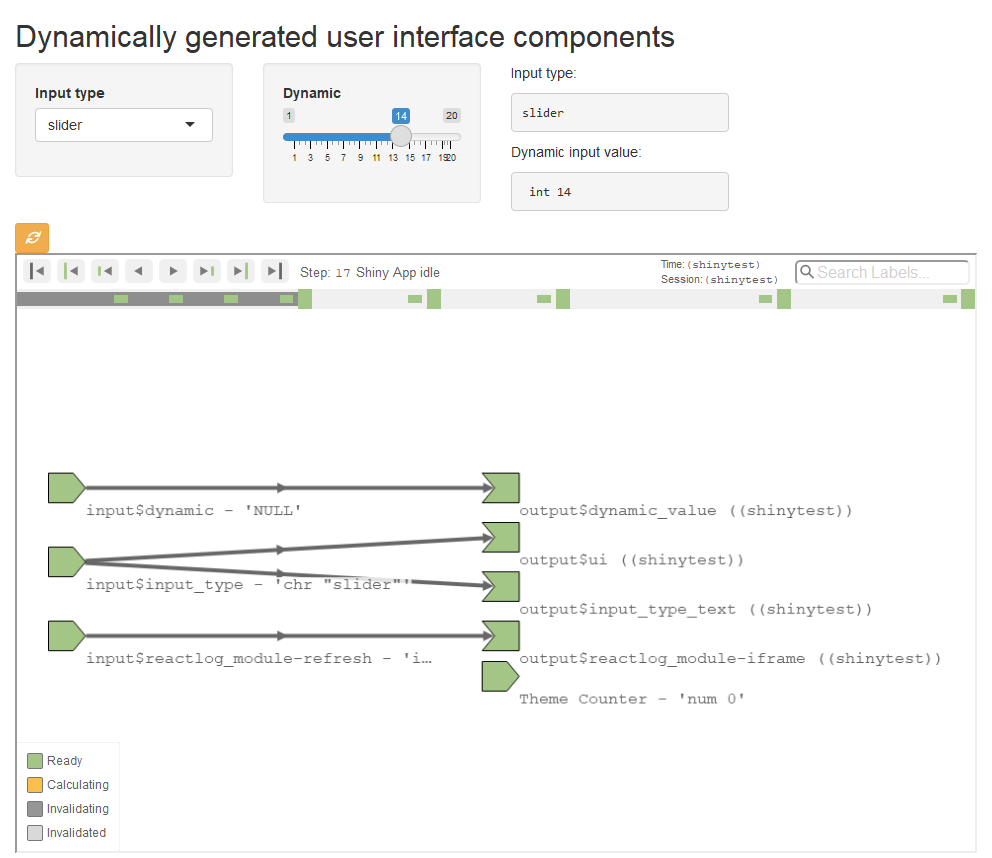 Dynamically generated user interface components
Input type
slider
Dynamic
1 14 20
1 3 5 7 9 11 13 15 17 19 20
Input type:
slider
Dynamic input value:
int 14
Step: 17 Shiny App idle
Time: (shinytest)
Session: (shinytest)
Search Labels...
input$dynamic - 'NULL'
output$dynamic_value ((shinytest))
output$ui ((shinytest))
input$input_type - 'chr "slider"'
output$input_type_text ((shinytest))
input$reactlog_module-refresh - 'i…
output$reactlog_module-iframe ((shinytest))
Theme Counter - 'num 0'
Ready
Calculating
Invalidating
Invalidated